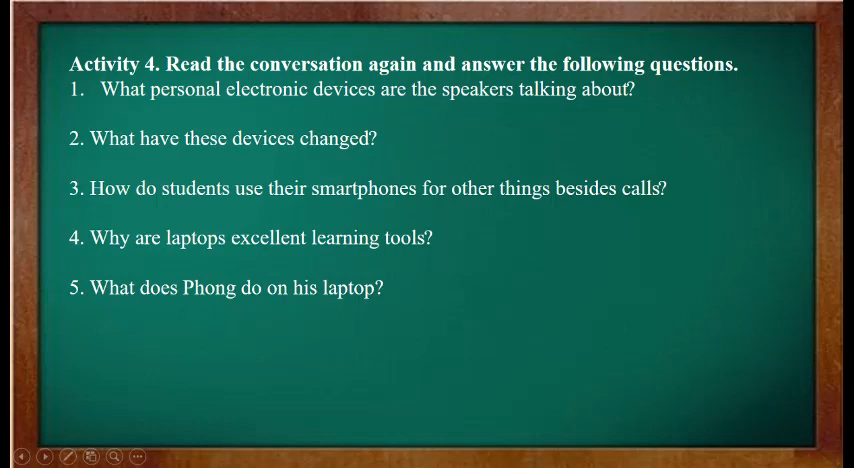 Activity 4. Read the conversation again and answer the following questions.
1. What personal electronic devices are the speakers talking about?
2. What have these devices changed?
3. How do students use their smartphones for other things besides calls?
4. Why are laptops excellent learning tools?
5. What does Phong do on his laptop?